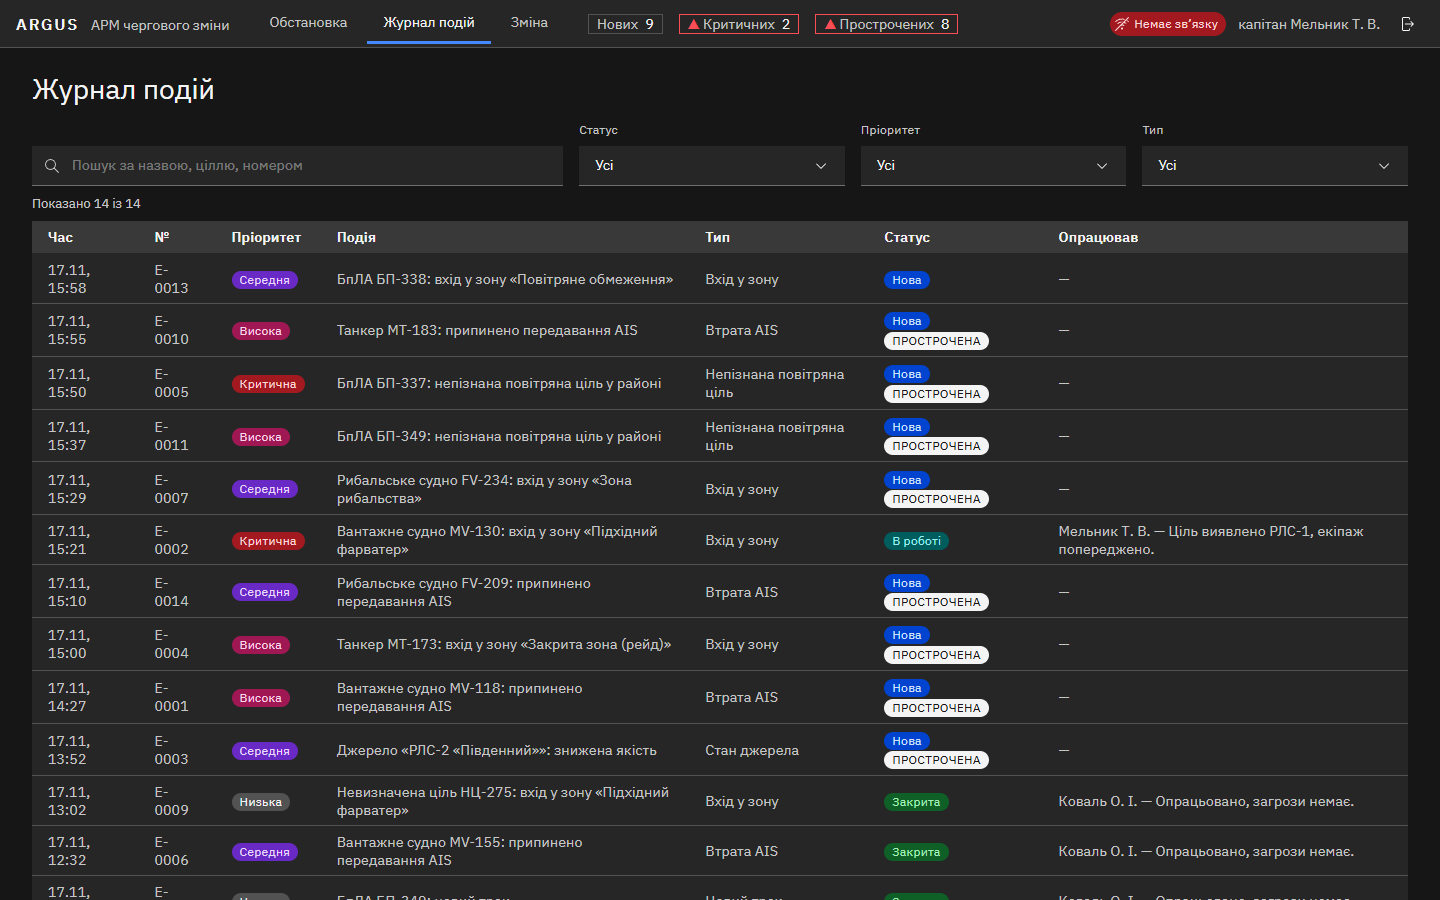 ARGUS АРМ чергового зміни Обстановка Журнал подій Зміна Нових 9 Критичних 2 Прострочених 8 Немає зв’язку капітан Мельник Т. В.
Журнал подій
Статус Пріоритет Тип
Пошук за назвою, ціллю, номером Усі Усі Усі
Показано 14 із 14
Час № Пріоритет Подія Тип Статус Опрацював
17.11, 15:58 E-0013 Середня БпЛА БП-338: вхід у зону «Повітряне обмеження» Вхід у зону Нова —
17.11, 15:55 E-0010 Висока Танкер МТ-183: припинено передавання AIS Втрата AIS Нова ПРОСТРОЧЕНА —
17.11, 15:50 E-0005 Критична БпЛА БП-337: непізнана повітряна ціль у районі Непізнана повітряна ціль Нова ПРОСТРОЧЕНА —
17.11, 15:37 E-0011 Висока БпЛА БП-349: непізнана повітряна ціль у районі Непізнана повітряна ціль Нова ПРОСТРОЧЕНА —
17.11, 15:29 E-0007 Середня Рибальське судно FV-234: вхід у зону «Зона рибальства» Вхід у зону Нова ПРОСТРОЧЕНА —
17.11, 15:21 E-0002 Критична Вантажне судно MV-130: вхід у зону «Підхідний фарватер» Вхід у зону В роботі Мельник Т. В. — Ціль виявлено РЛС-1, екіпаж попереджено.
17.11, 15:10 E-0014 Середня Рибальське судно FV-209: припинено передавання AIS Втрата AIS Нова ПРОСТРОЧЕНА —
17.11, 15:00 E-0004 Висока Танкер МТ-173: вхід у зону «Закрита зона (рейд)» Вхід у зону Нова ПРОСТРОЧЕНА —
17.11, 14:27 E-0001 Висока Вантажне судно MV-118: припинено передавання AIS Втрата AIS Нова ПРОСТРОЧЕНА —
17.11, 13:52 E-0003 Середня Джерело «РЛС-2 «Південний»»: знижена якість Стан джерела Нова ПРОСТРОЧЕНА —
17.11, 13:02 E-0009 Низька Невизначена ціль НЦ-275: вхід у зону «Підхідний фарватер» Вхід у зону Закрита Коваль О. І. — Опрацьовано, загрози немає.
17.11, 12:32 E-0006 Середня Вантажне судно MV-155: припинено передавання AIS Втрата AIS Закрита Коваль О. І. — Опрацьовано, загрози немає.
17.11, E-